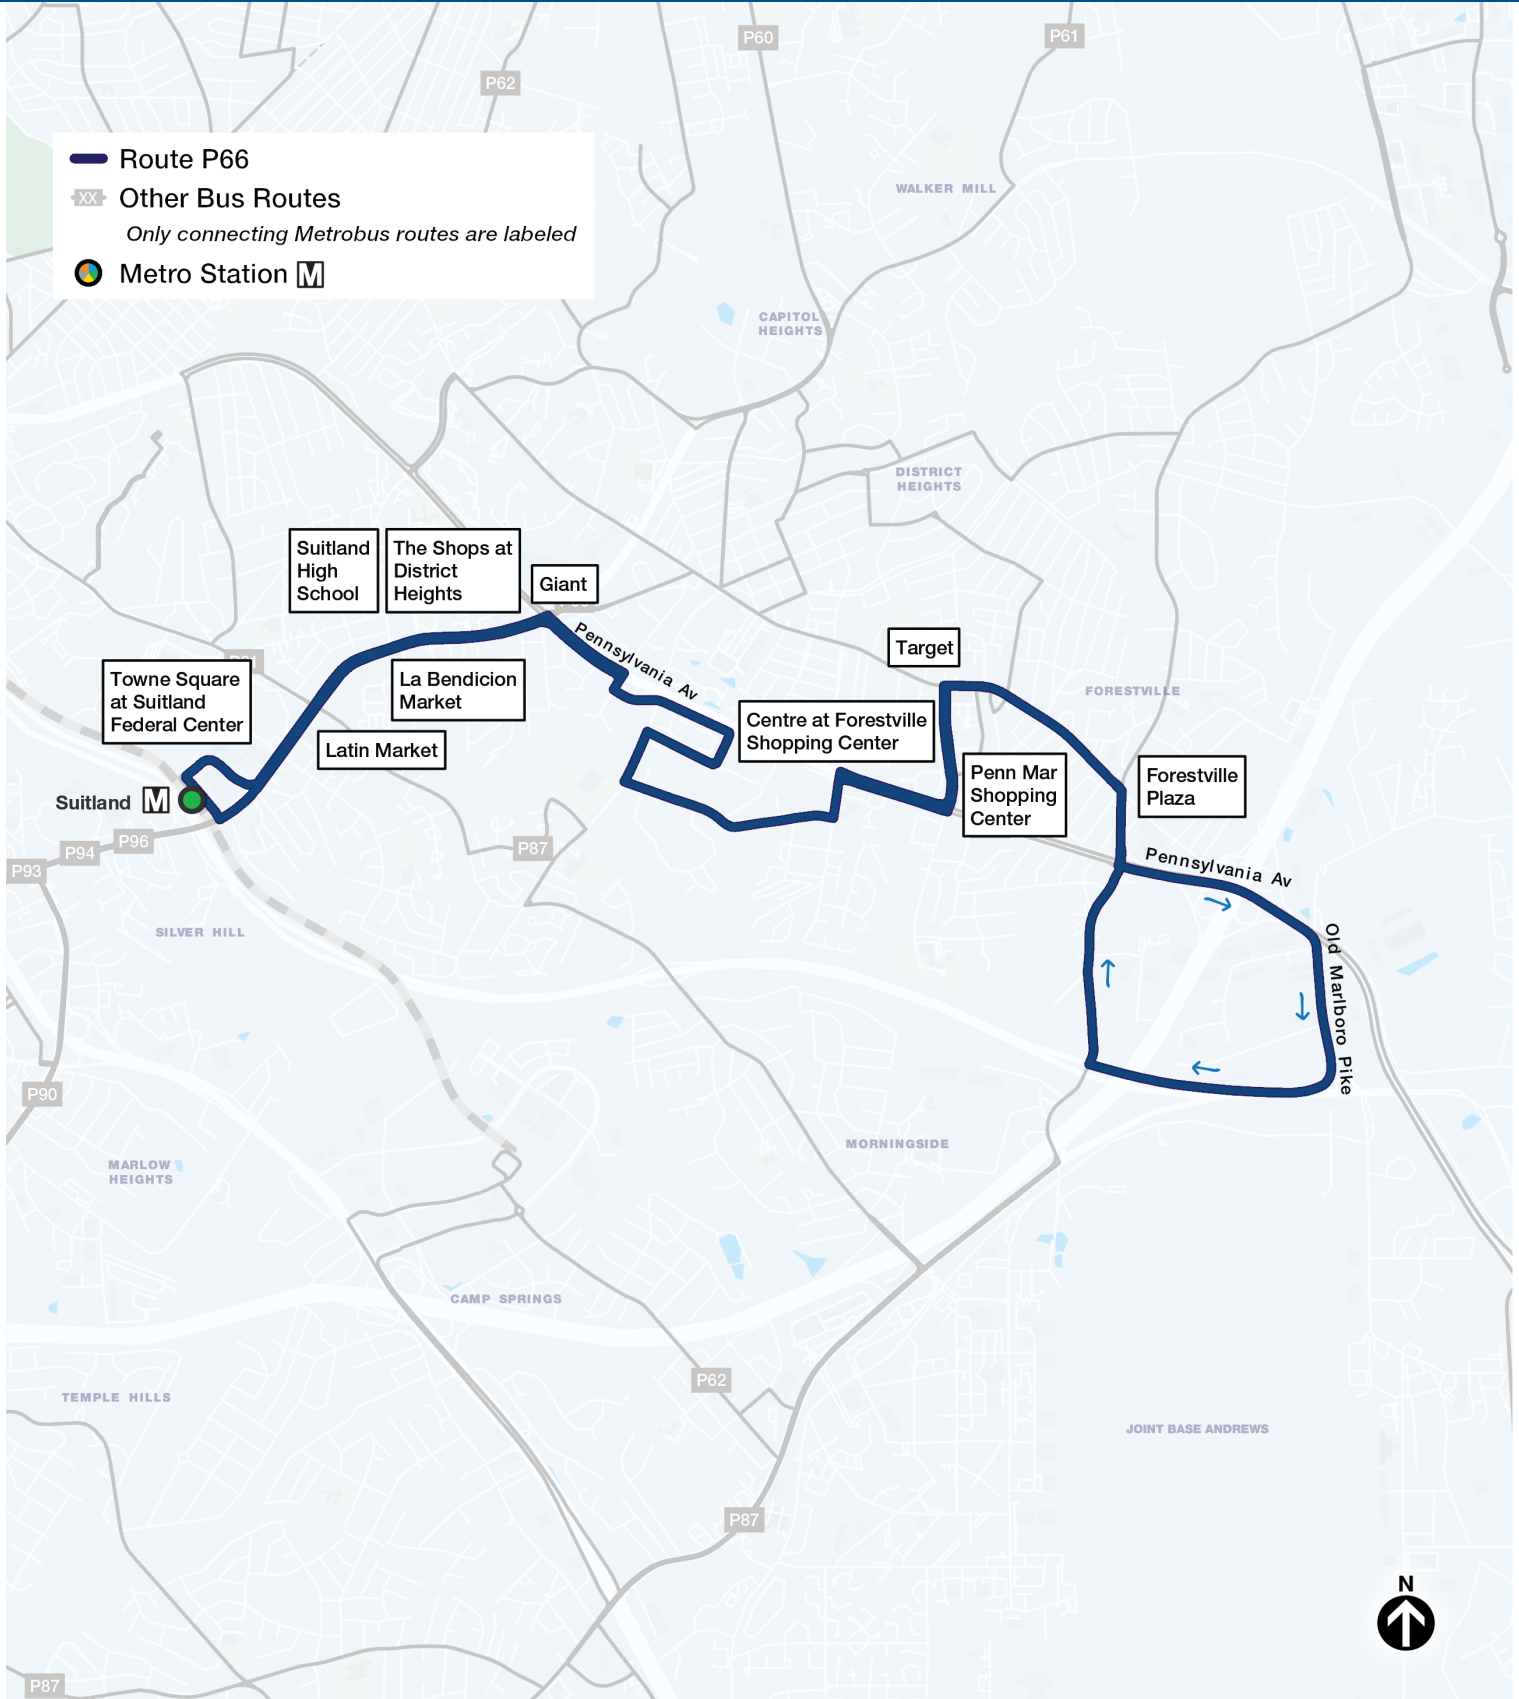 P60
P61
P62
Route P66
XX
Other Bus Routes
Only connecting Metrobus routes are labeled
Metro Station M
WALKER MILL
CAPITOL
HEIGHTS
DISTRICT
HEIGHTS
Suitland
High
School
The Shops at
District
Heights
Giant
Pennsylvania Av
Target
Towne Square
at Suitland
Federal Center
La Bendicion
Market
Latin Market
Centre at Forestville
Shopping Center
FORESTVILLE
Penn Mar
Shopping
Center
Forestville
Plaza
Suitland M
P96
P94
P93
P87
Pennsylvania Av
Old Marlboro Pike
SILVER HILL
P90
MORNINGSIDE
MARLOW
HEIGHTS
CAMP SPRINGS
P62
TEMPLE HILLS
JOINT BASE ANDREWS
P87
N
P87